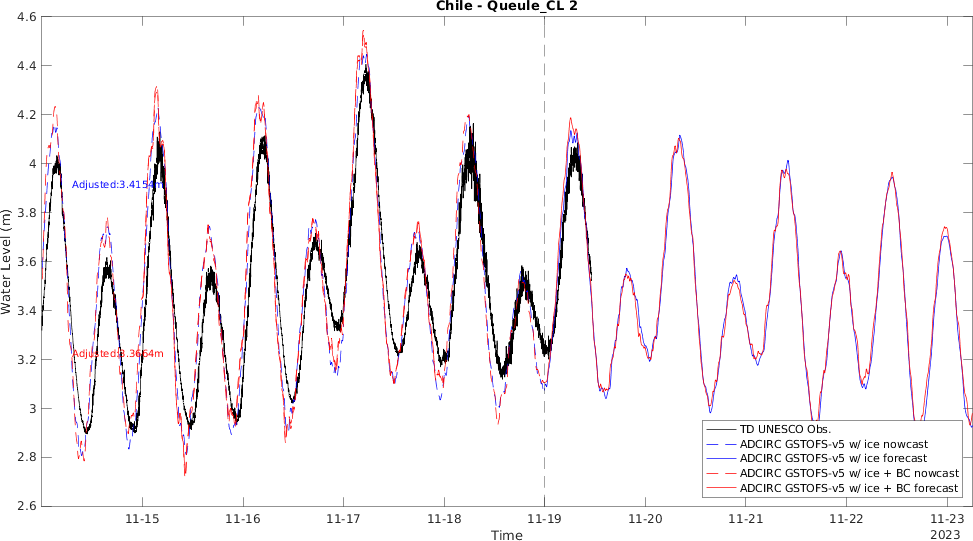 Chile - Queule_CL 2
4.6
4.4
4.2
4
3.8
3.6
3.4
3.2
3
2.8
2.6
Water Level (m)
Adjusted:3.4154m
Adjusted:3.3664m
TD UNESCO Obs.
ADCIRC GSTOFS-v5 w/ ice nowcast
ADCIRC GSTOFS-v5 w/ ice forecast
ADCIRC GSTOFS-v5 w/ ice + BC nowcast
ADCIRC GSTOFS-v5 w/ ice + BC forecast
11-15 11-16 11-17 11-18 11-19 11-20 11-21 11-22 11-23
2023
Time